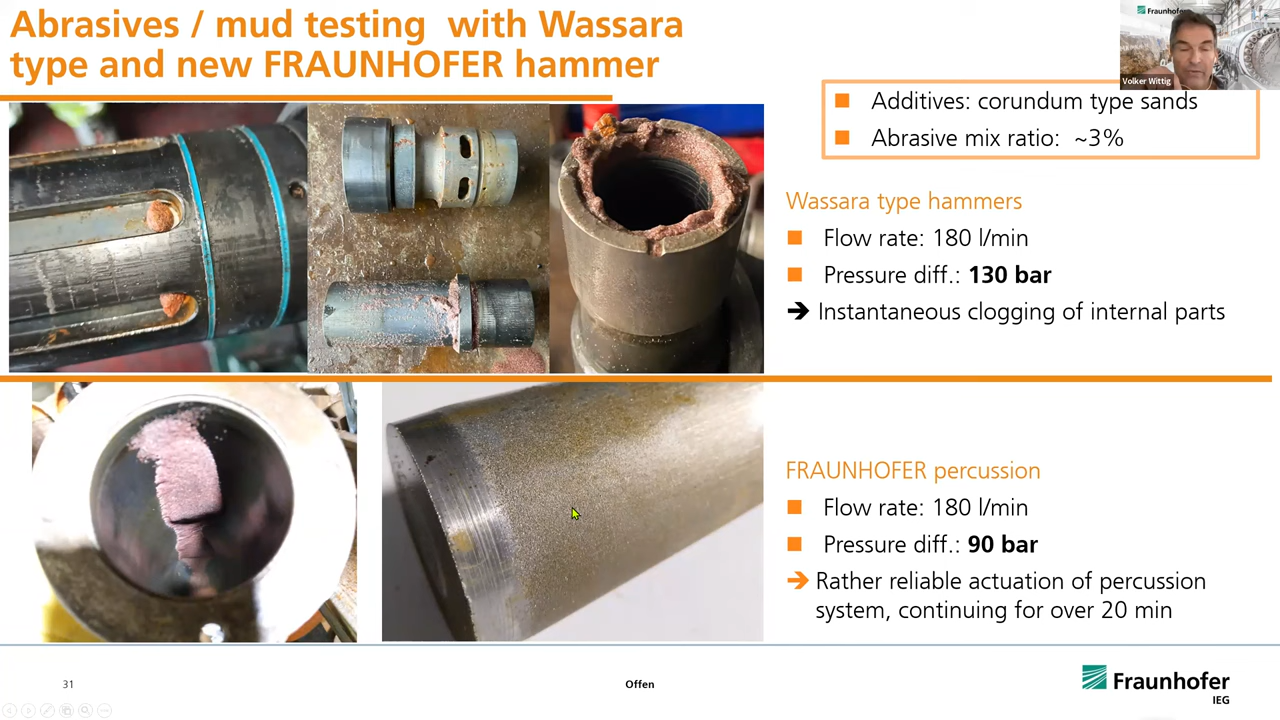 Abrasives / mud testing with Wassara
type and new FRAUNHOFER hammer
Fraunhofer
Volker Wittig
Additives: corundum type sands
Abrasive mix ratio: ~3%
Wassara type hammers
Flow rate: 180 l/min
Pressure diff.: 130 bar
➔ Instantaneous clogging of internal parts
FRAUNHOFER percussion
Flow rate: 180 l/min
Pressure diff.: 90 bar
➔ Rather reliable actuation of percussion
system, continuing for over 20 min
31
Offen
Fraunhofer
IEG